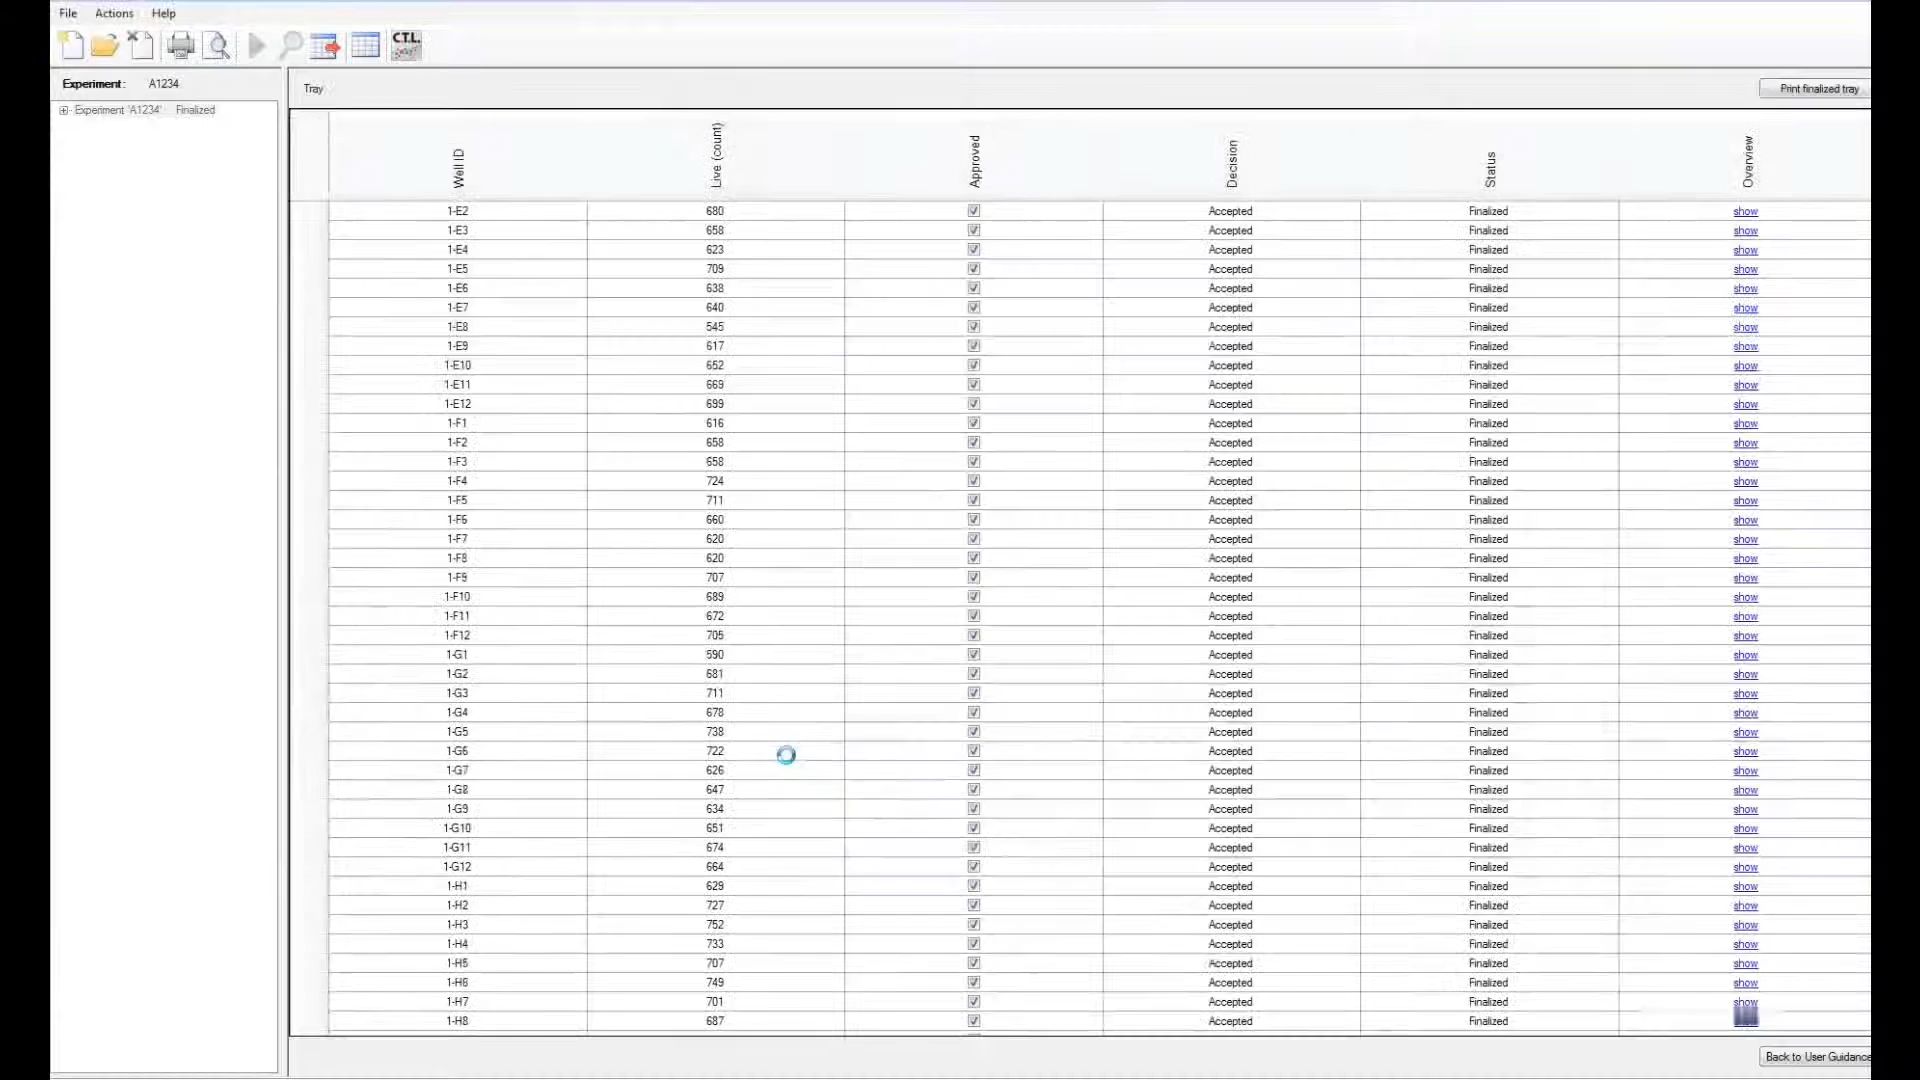 File Actions Help
C.T.L.
Experiment: A1234
Tray
Print finalized tray
Experiment 'A1234' Finalized
Well ID Live (count) Approved Decision Status Overview
1-E2 680 Accepted Finalized show
1-E3 658 Accepted Finalized show
1-E4 623 Accepted Finalized show
1-E5 709 Accepted Finalized show
1-E6 638 Accepted Finalized show
1-E7 640 Accepted Finalized show
1-E8 545 Accepted Finalized show
1-E9 617 Accepted Finalized show
1-E10 652 Accepted Finalized show
1-E11 669 Accepted Finalized show
1-E12 699 Accepted Finalized show
1-F1 616 Accepted Finalized show
1-F2 658 Accepted Finalized show
1-F3 658 Accepted Finalized show
1-F4 724 Accepted Finalized show
1-F5 711 Accepted Finalized show
1-F6 660 Accepted Finalized show
1-F7 620 Accepted Finalized show
1-F8 620 Accepted Finalized show
1-F9 707 Accepted Finalized show
1-F10 689 Accepted Finalized show
1-F11 672 Accepted Finalized show
1-F12 705 Accepted Finalized show
1-G1 590 Accepted Finalized show
1-G2 681 Accepted Finalized show
1-G3 711 Accepted Finalized show
1-G4 678 Accepted Finalized show
1-G5 738 Accepted Finalized show
1-G6 722 Accepted Finalized show
1-G7 626 Accepted Finalized show
1-G8 647 Accepted Finalized show
1-G9 634 Accepted Finalized show
1-G10 651 Accepted Finalized show
1-G11 674 Accepted Finalized show
1-G12 664 Accepted Finalized show
1-H1 629 Accepted Finalized show
1-H2 727 Accepted Finalized show
1-H3 752 Accepted Finalized show
1-H4 733 Accepted Finalized show
1-H5 707 Accepted Finalized show
1-H6 749 Accepted Finalized show
1-H7 701 Accepted Finalized show
1-H8 687 Accepted Finalized
Back to User Guidance